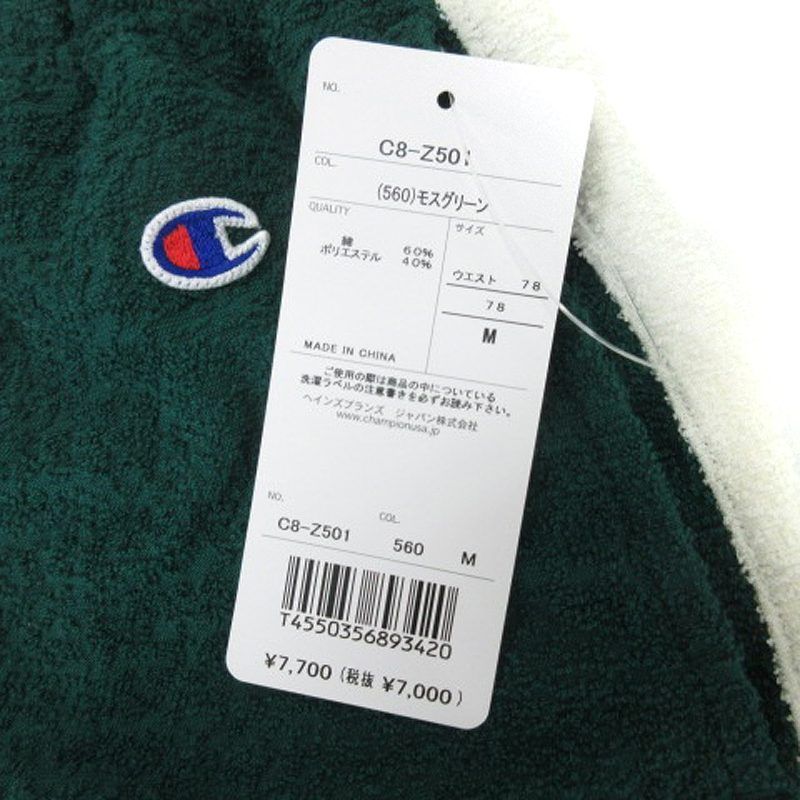 NO.
C8-Z501
COL.
(560)モスグリーン
QUALITY
サイズ
綿 60%
ポリエステル 40%
ウエスト 78
78
M
MADE IN CHINA
ご使用の際は商品の中についている
洗濯ラベルの注意書きを必ずお読み下さい。
ヘインズブランズ ジャパン株式会社
www.championusa.jp
NO.
COL.
C8-Z501 560 M
T4550356893420
¥7,700 (税抜 ¥7,000)